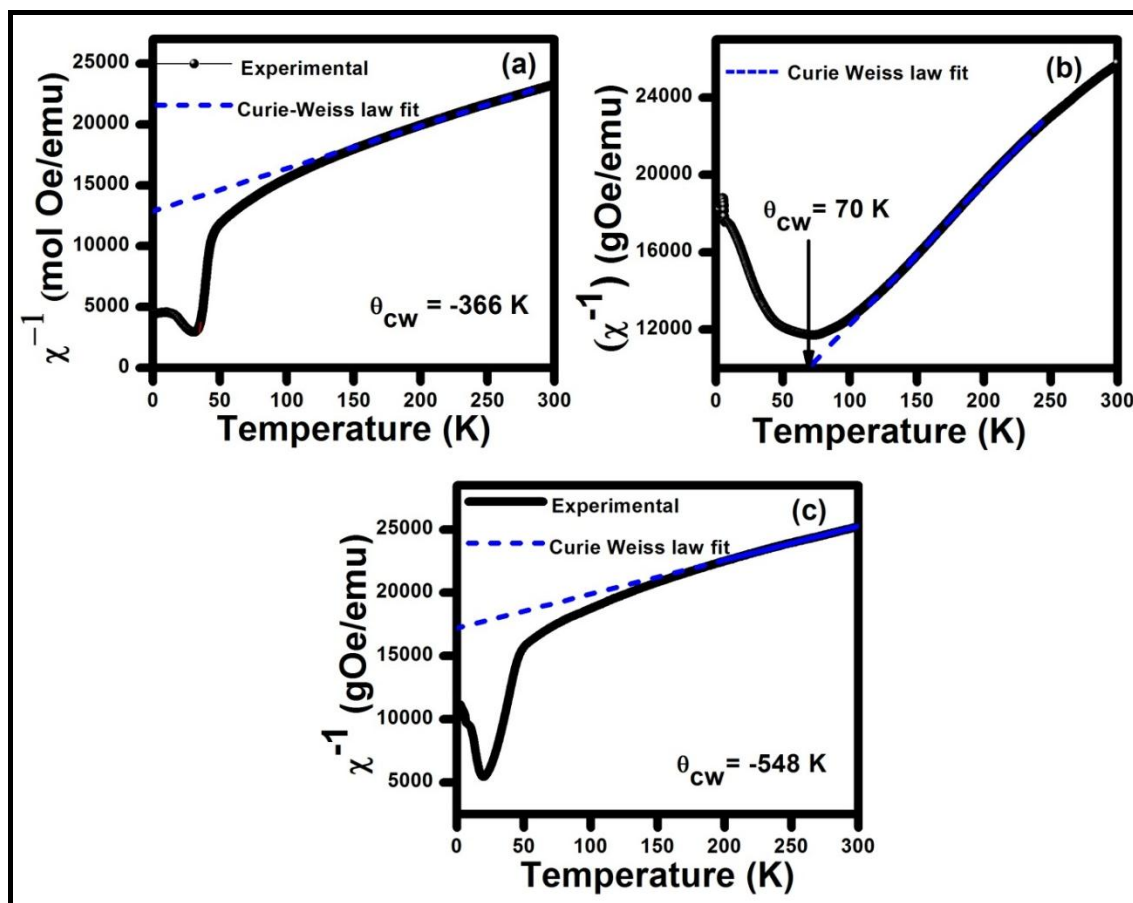 (a)
Experimental
Curie-Weiss law fit
θCW = -366 K
χ⁻¹ (mol Oe/emu)
25000
20000
15000
10000
5000
0
0 50 100 150 200 250 300
Temperature (K)
(b)
Curie Weiss law fit
θCW= 70 K
(χ⁻¹) (gOe/emu)
24000
20000
16000
12000
0 50 100 150 200 250 300
Temperature (K)
(c)
Experimental
Curie Weiss law fit
θCW= -548 K
χ⁻¹ (gOe/emu)
25000
20000
15000
10000
5000
0 50 100 150 200 250 300
Temperature (K)